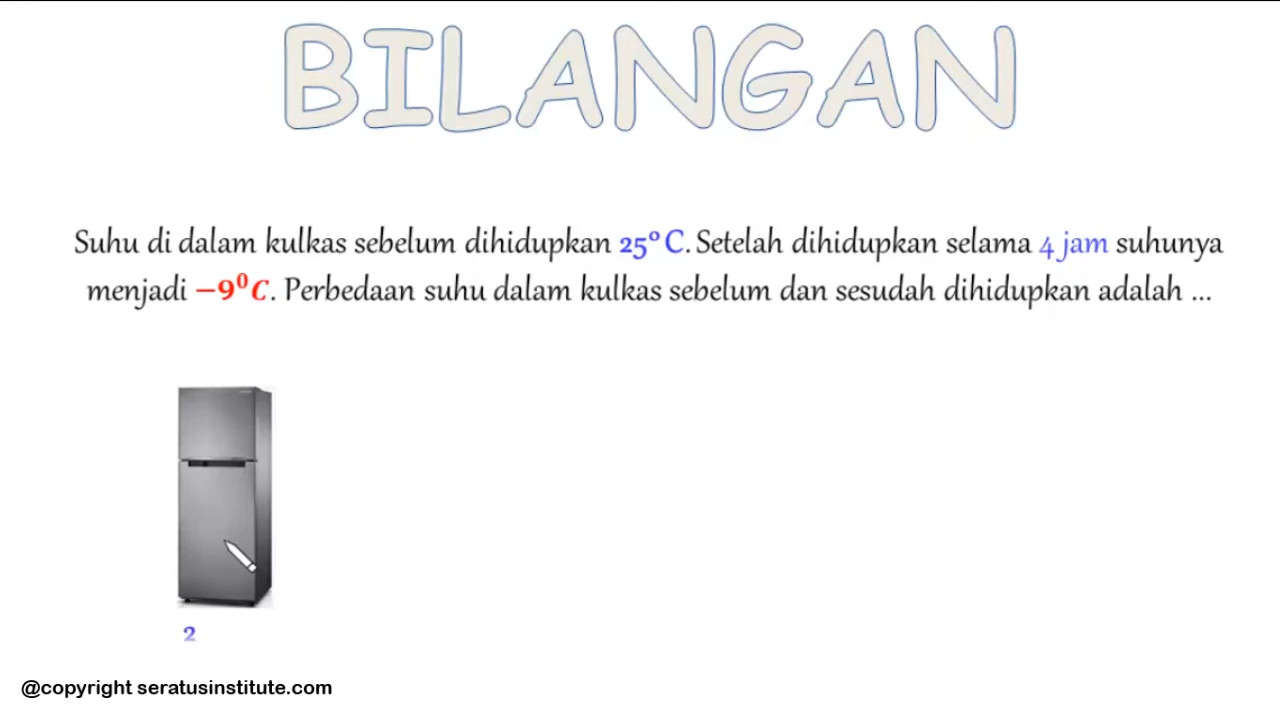 BILANGAN
Suhu di dalam kulkas sebelum dihidupkan 25° C. Setelah dihidupkan selama 4 jam suhunya
menjadi −9⁰C. Perbedaan suhu dalam kulkas sebelum dan sesudah dihidupkan adalah ...
2
@copyright seratusinstitute.com